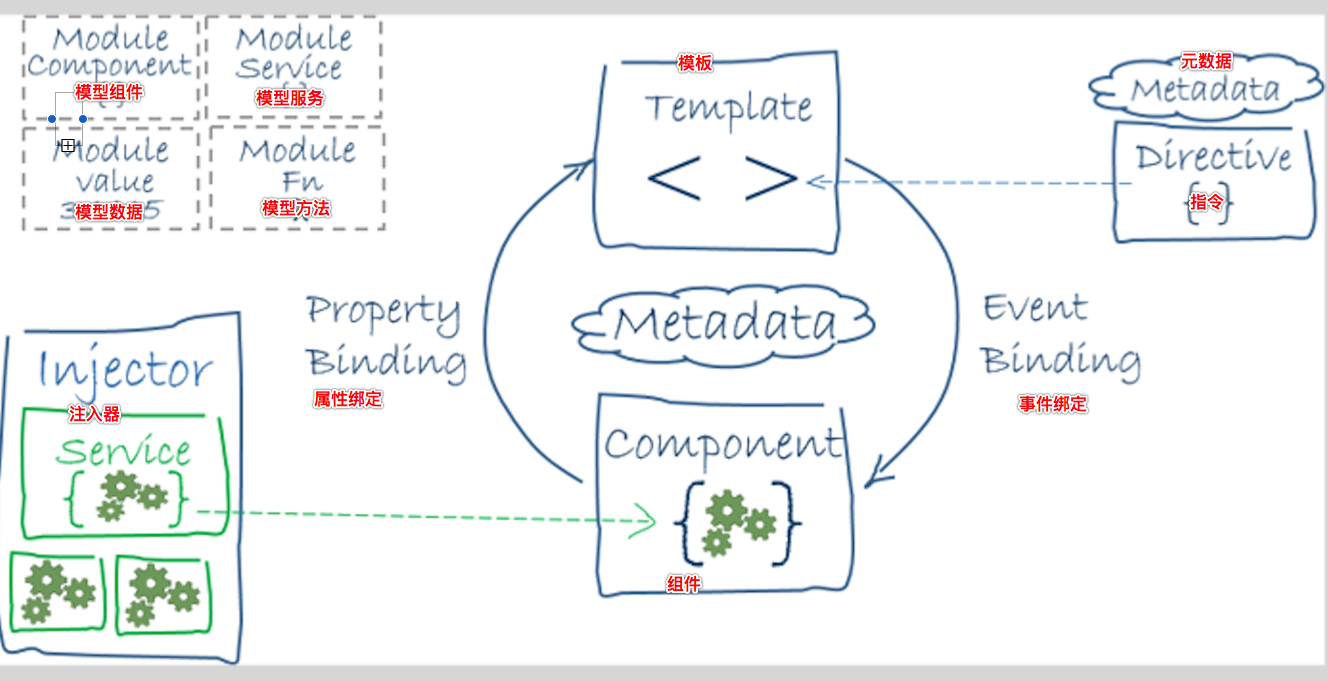 Module
Component
{ }
模型组件
Module
Service
模型服务
Module
value
模型数据
Module
Fn
模型方法
模板
Template
< >
元数据
Metadata
Directive
{ }
指令
Property
Binding
属性绑定
Metadata
Event
Binding
事件绑定
Injector
注入器
Service
{ }
Component
{ }
组件